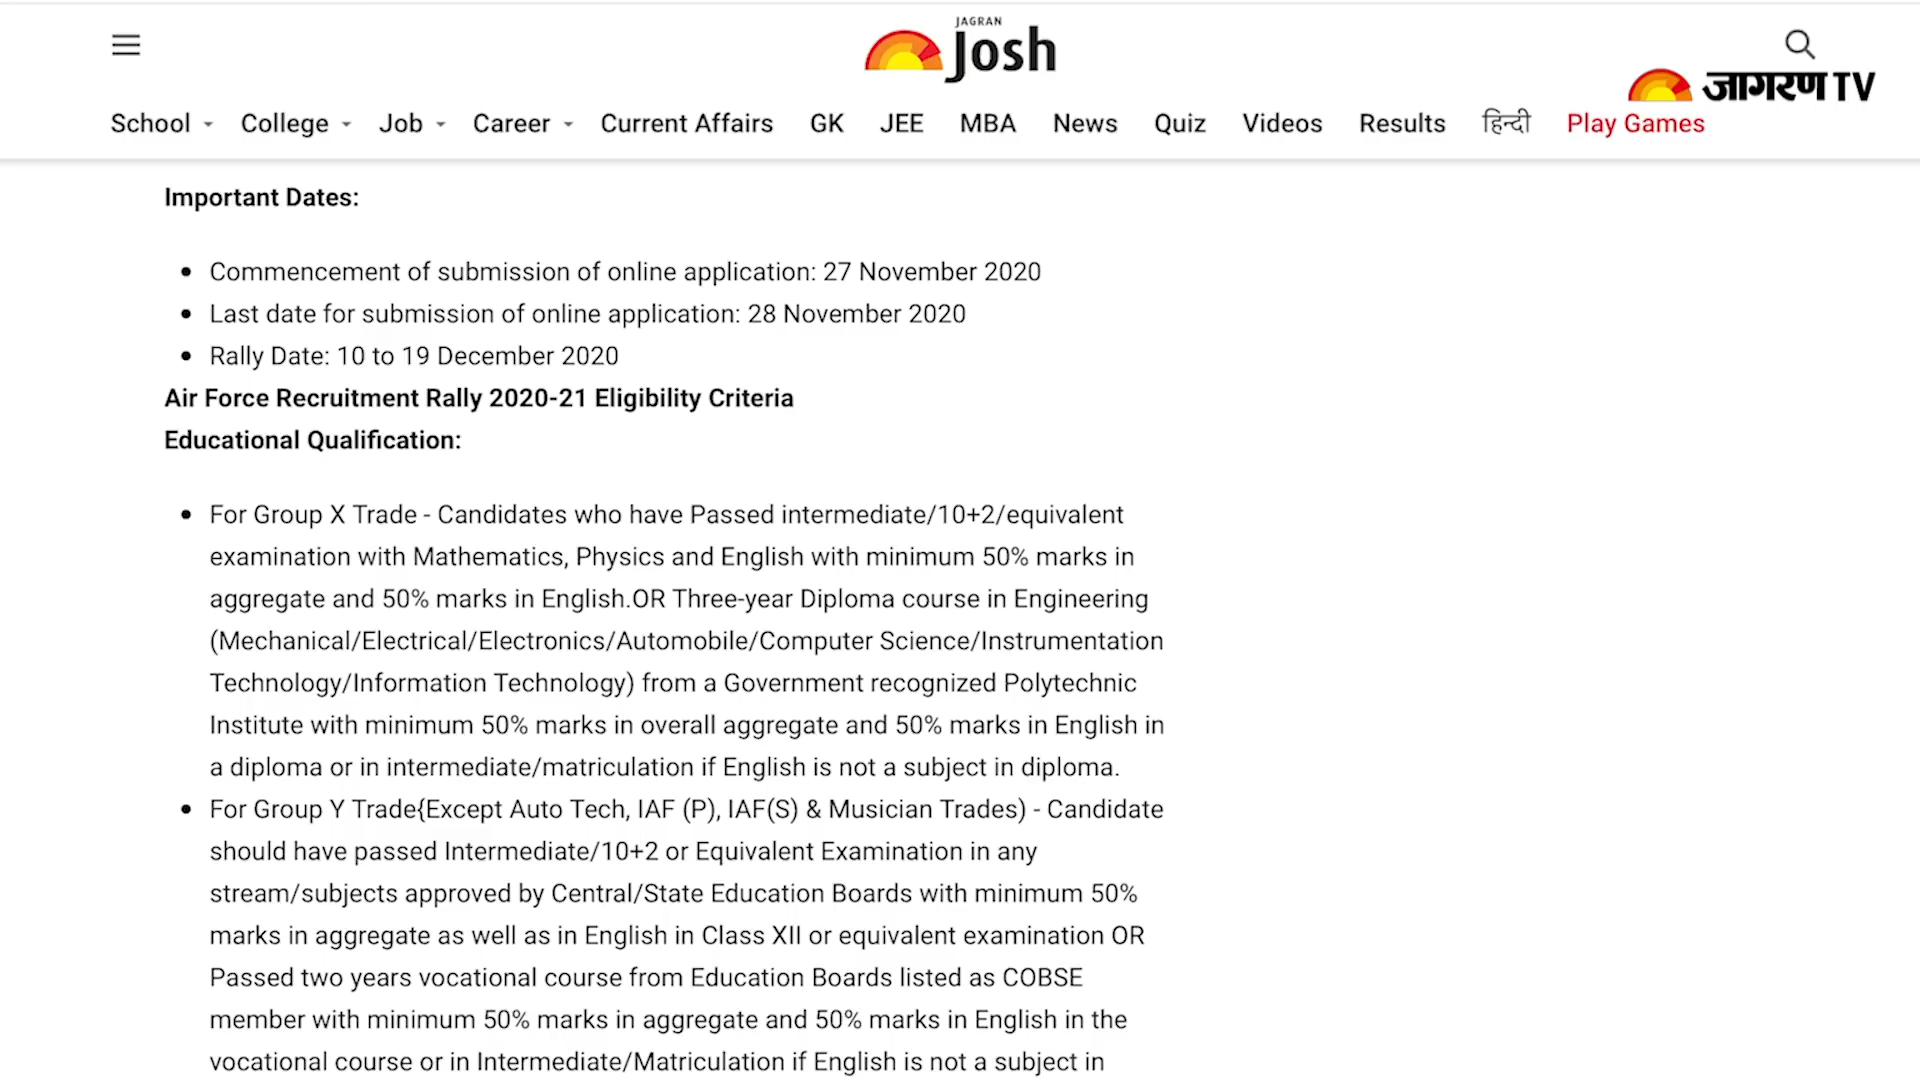 JAGRAN
Josh
जागरण TV
School
College
Job
Career
Current Affairs
GK
JEE
MBA
News
Quiz
Videos
Results
हिन्दी
Play Games
Important Dates:
Commencement of submission of online application: 27 November 2020
Last date for submission of online application: 28 November 2020
Rally Date: 10 to 19 December 2020
Air Force Recruitment Rally 2020-21 Eligibility Criteria
Educational Qualification:
For Group X Trade - Candidates who have Passed intermediate/10+2/equivalent
examination with Mathematics, Physics and English with minimum 50% marks in
aggregate and 50% marks in English.OR Three-year Diploma course in Engineering
(Mechanical/Electrical/Electronics/Automobile/Computer Science/Instrumentation
Technology/Information Technology) from a Government recognized Polytechnic
Institute with minimum 50% marks in overall aggregate and 50% marks in English in
a diploma or in intermediate/matriculation if English is not a subject in diploma.
For Group Y Trade{Except Auto Tech, IAF (P), IAF(S) & Musician Trades) - Candidate
should have passed Intermediate/10+2 or Equivalent Examination in any
stream/subjects approved by Central/State Education Boards with minimum 50%
marks in aggregate as well as in English in Class XII or equivalent examination OR
Passed two years vocational course from Education Boards listed as COBSE
member with minimum 50% marks in aggregate and 50% marks in English in the
vocational course or in Intermediate/Matriculation if English is not a subject in